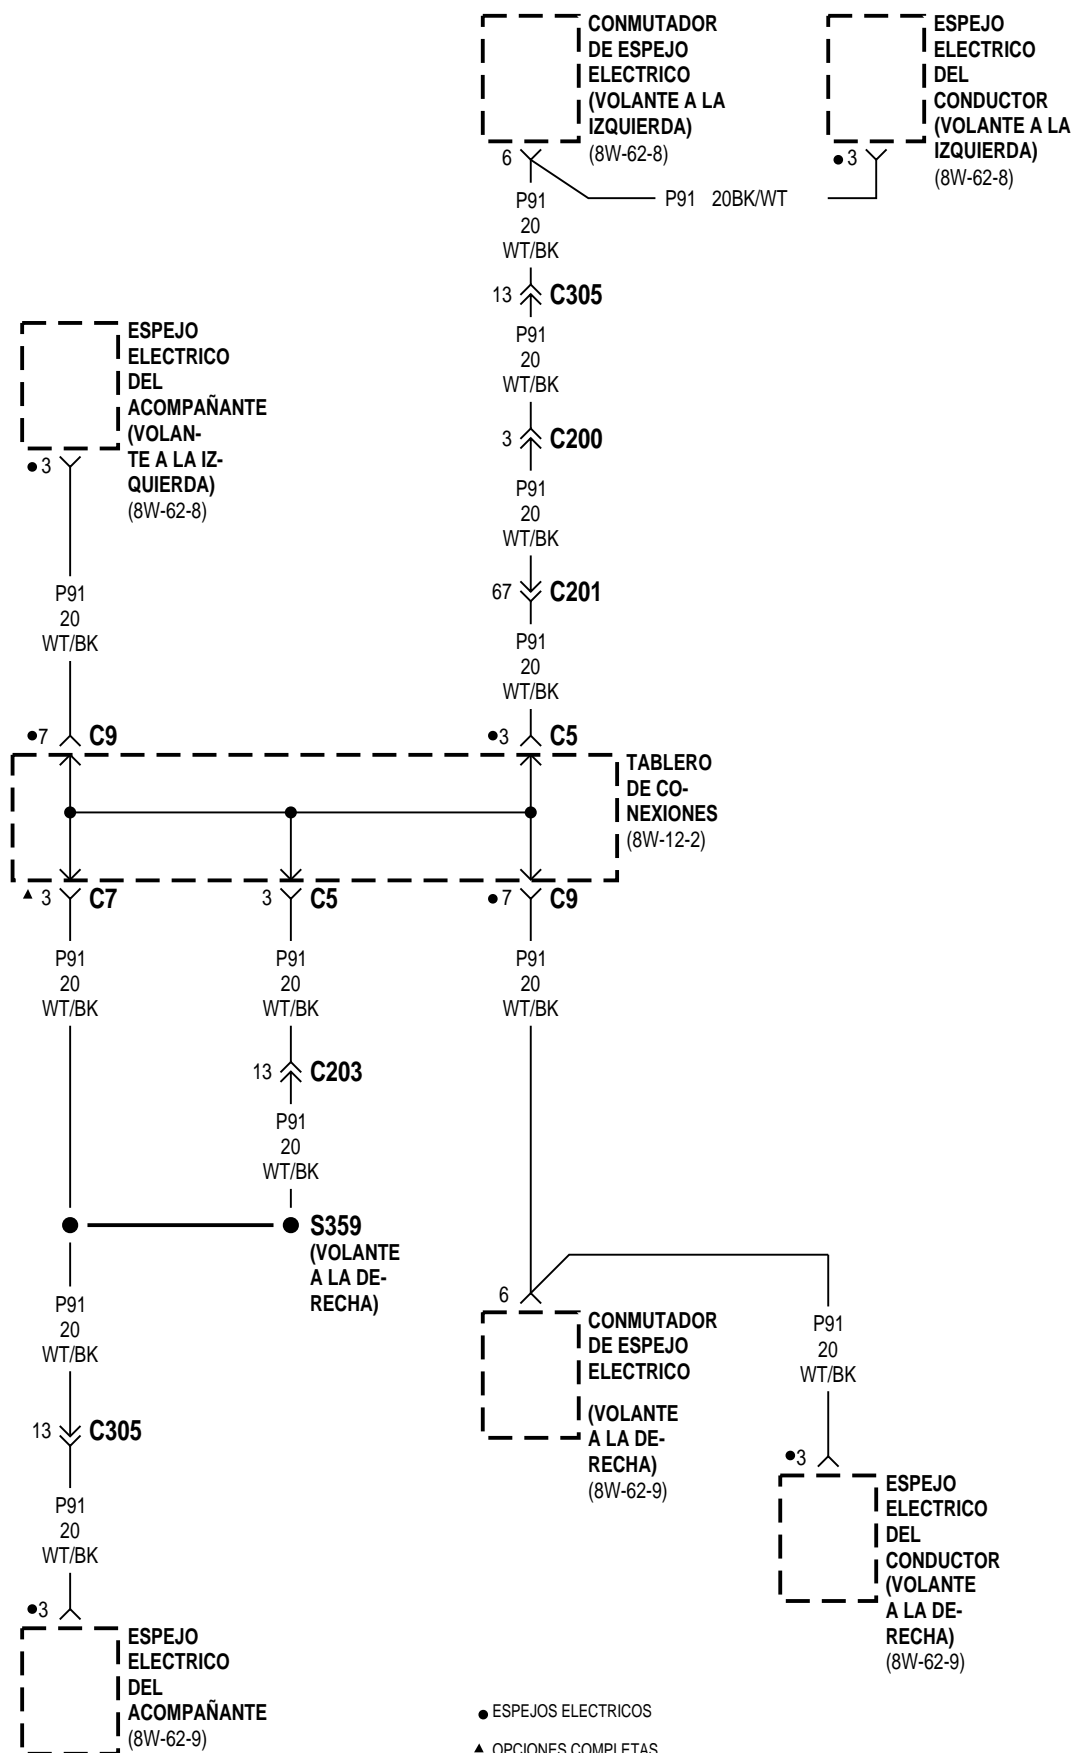 CONMUTADOR
DE ESPEJO
ELECTRICO
(VOLANTE A LA
IZQUIERDA)
(8W-62-8)
ESPEJO
ELECTRICO
DEL
CONDUCTOR
(VOLANTE A LA
IZQUIERDA)
(8W-62-8)
6
3
P91 20BK/WT
P91
20
WT/BK
13 C305
P91
20
WT/BK
3 C200
P91
20
WT/BK
67 C201
P91
20
WT/BK
ESPEJO
ELECTRICO
DEL
ACOMPAÑANTE
(VOLAN-
TE A LA IZ-
QUIERDA)
(8W-62-8)
●3
P91
20
WT/BK
●7 C9
●3 C5
TABLERO
DE CO-
NEXIONES
(8W-12-2)
▲ 3 C7
3 C5
●7 C9
P91
20
WT/BK
P91
20
WT/BK
P91
20
WT/BK
13 C203
P91
20
WT/BK
S359
(VOLANTE
A LA DE-
RECHA)
P91
20
WT/BK
13 C305
P91
20
WT/BK
●3
ESPEJO
ELECTRICO
DEL
ACOMPAÑANTE
(8W-62-9)
6
CONMUTADOR
DE ESPEJO
ELECTRICO
(VOLANTE
A LA DE-
RECHA)
(8W-62-9)
P91
20
WT/BK
●3
ESPEJO
ELECTRICO
DEL
CONDUCTOR
(VOLANTE
A LA DE-
RECHA)
(8W-62-9)
● ESPEJOS ELECTRICOS
▲ OPCIONES COMPLETAS